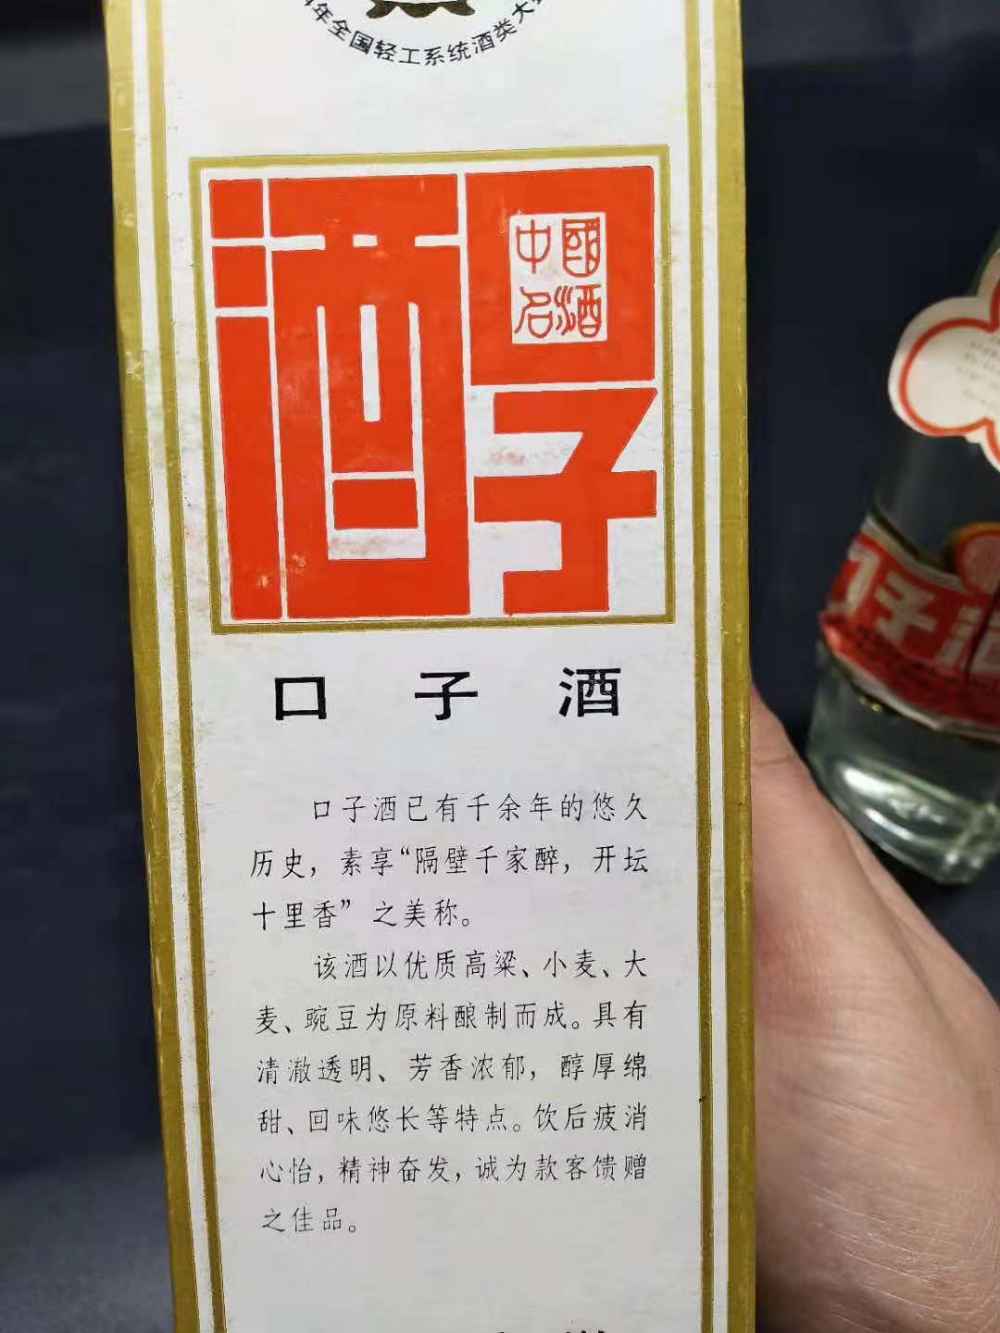 年全国轻工系统酒类大
口子酒
中國
名酒
口子酒
口子酒已有千余年的悠久
历史，素享“隔壁千家醉，开坛
十里香”之美称。
该酒以优质高粱、小麦、大
麦、豌豆为原料酿制而成。具有
清澈透明、芳香浓郁，醇厚绵
甜、回味悠长等特点。饮后疲消
心怡，精神奋发，诚为款客馈赠
之佳品。
口子酒